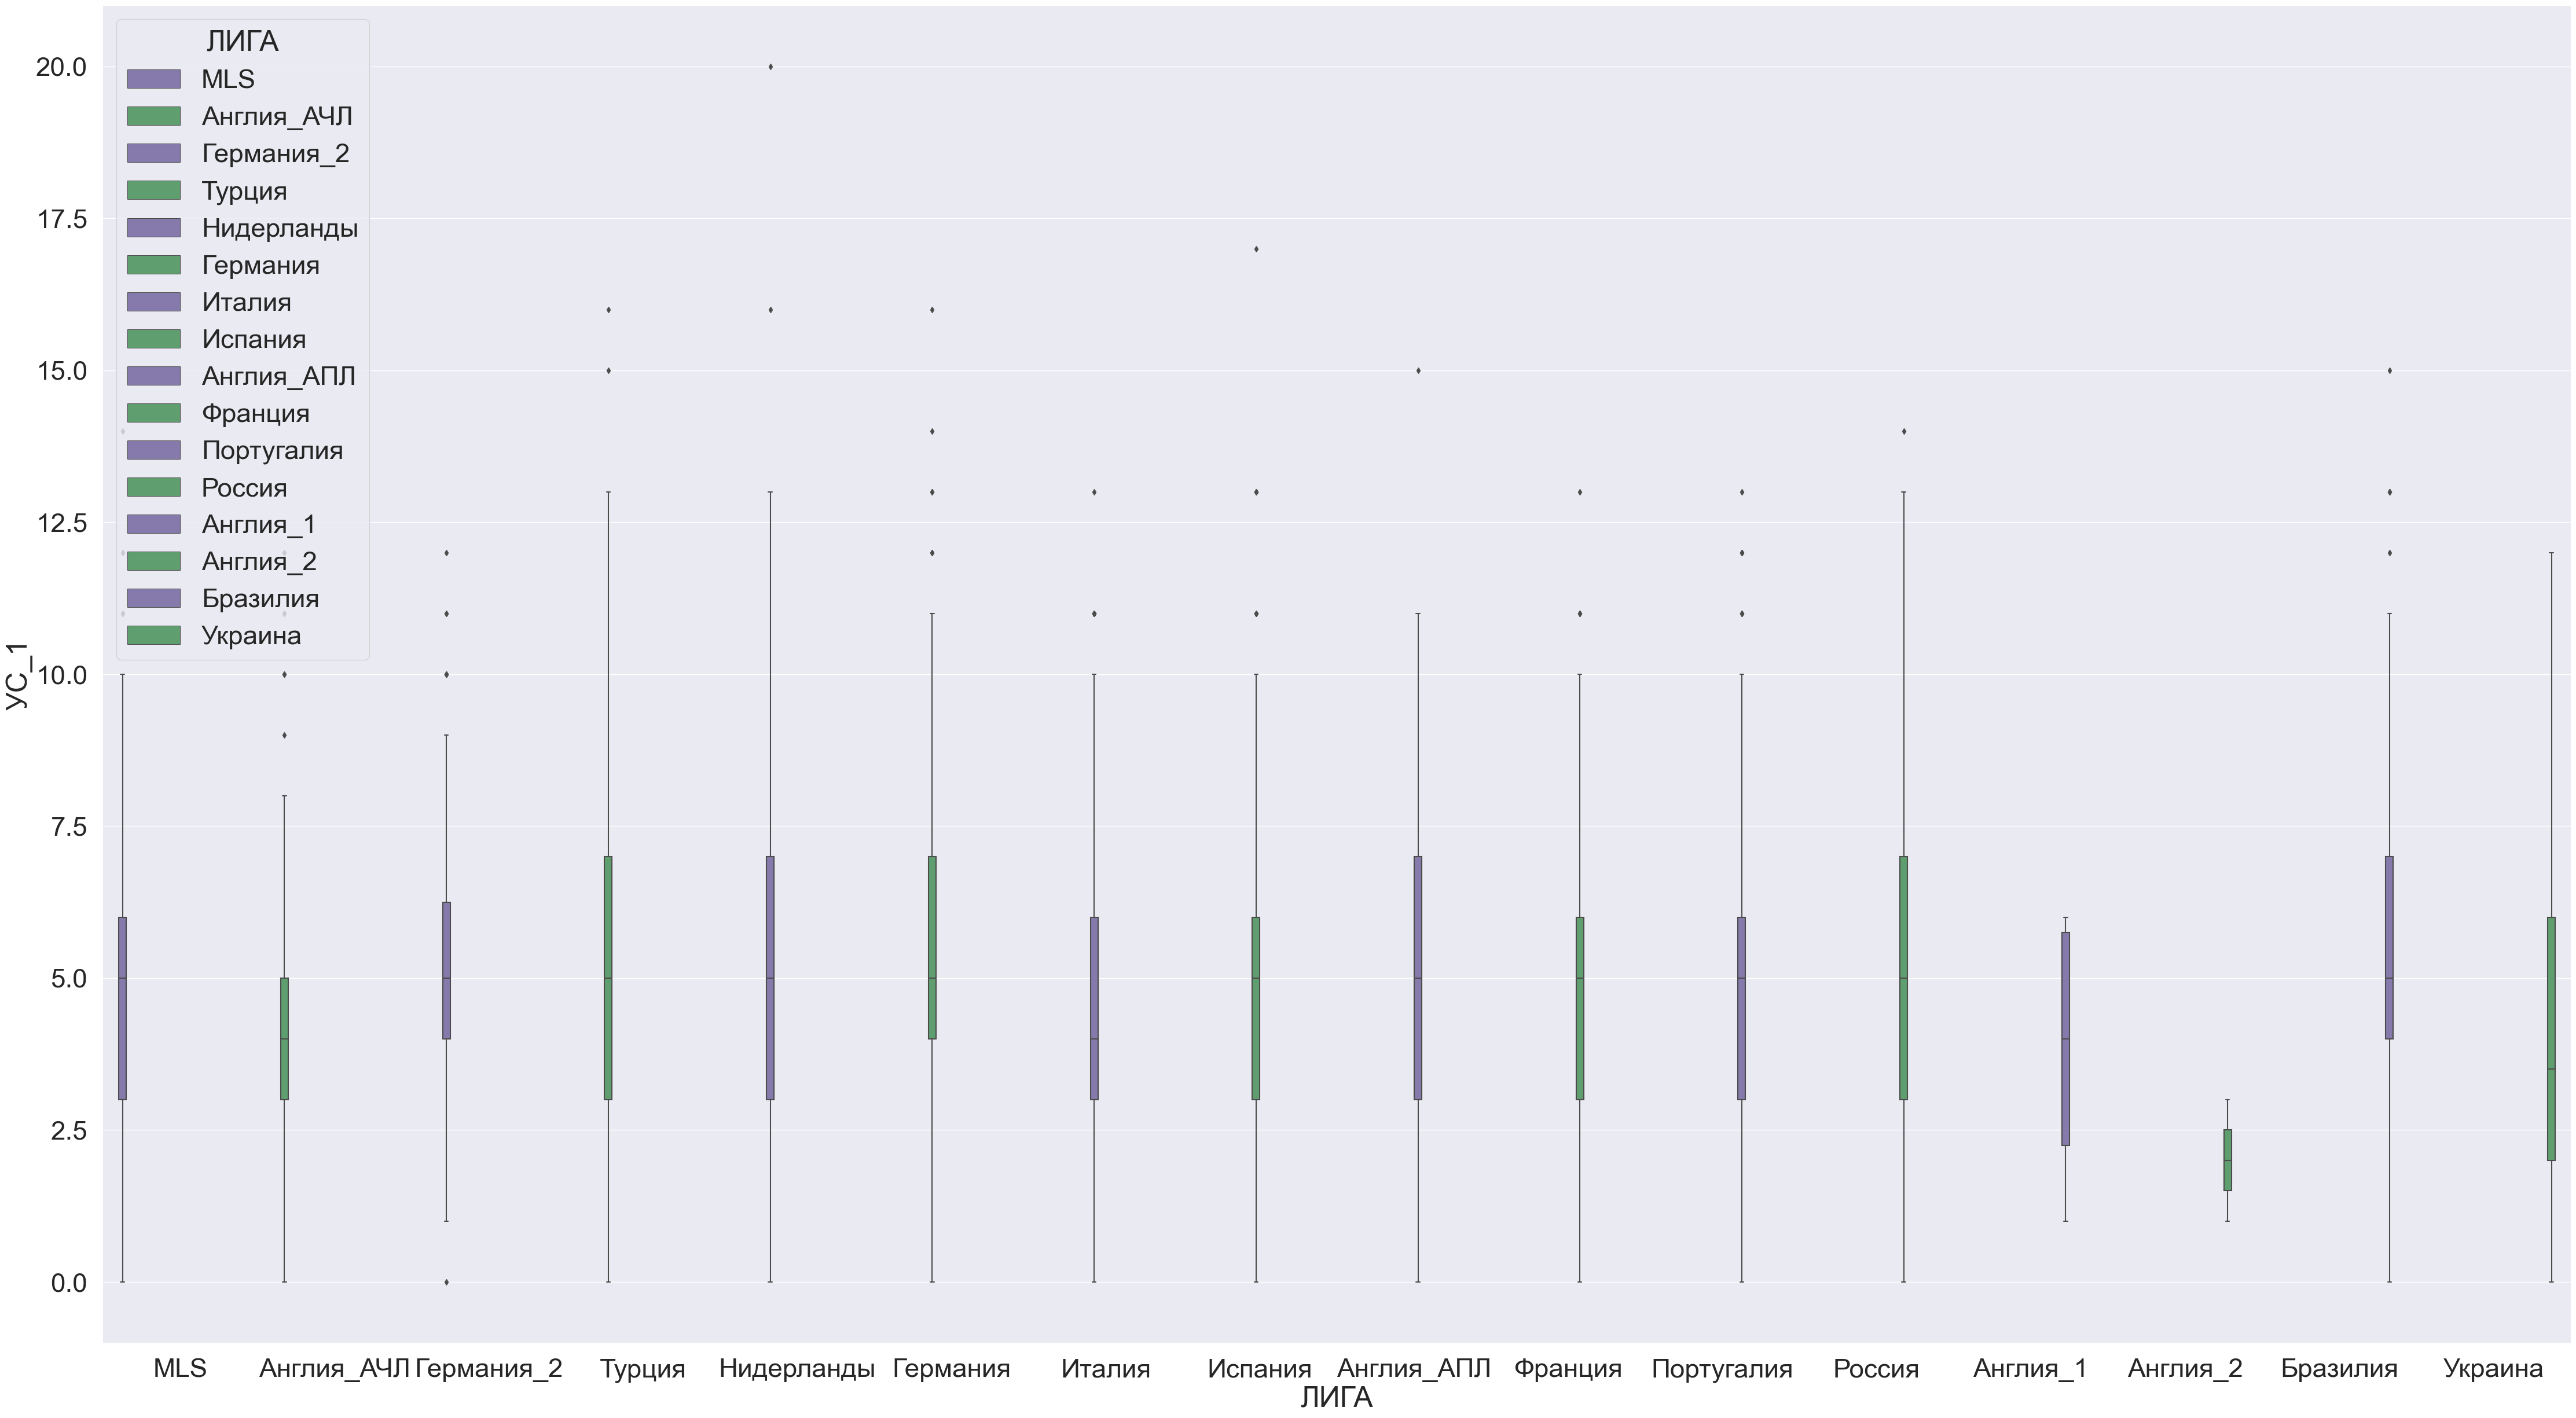 ЛИГА
MLS
Англия_АЧЛ
Германия_2
Турция
Нидерланды
Германия
Италия
Испания
Англия_АПЛ
Франция
Португалия
Россия
Англия_1
Англия_2
Бразилия
Украина
20.0
17.5
15.0
12.5
10.0
7.5
5.0
2.5
0.0
УС_1
MLS Англия_АЧЛ Германия_2 Турция Нидерланды Германия Италия Испания Англия_АПЛ Франция Португалия Россия Англия_1 Англия_2 Бразилия Украина
ЛИГА